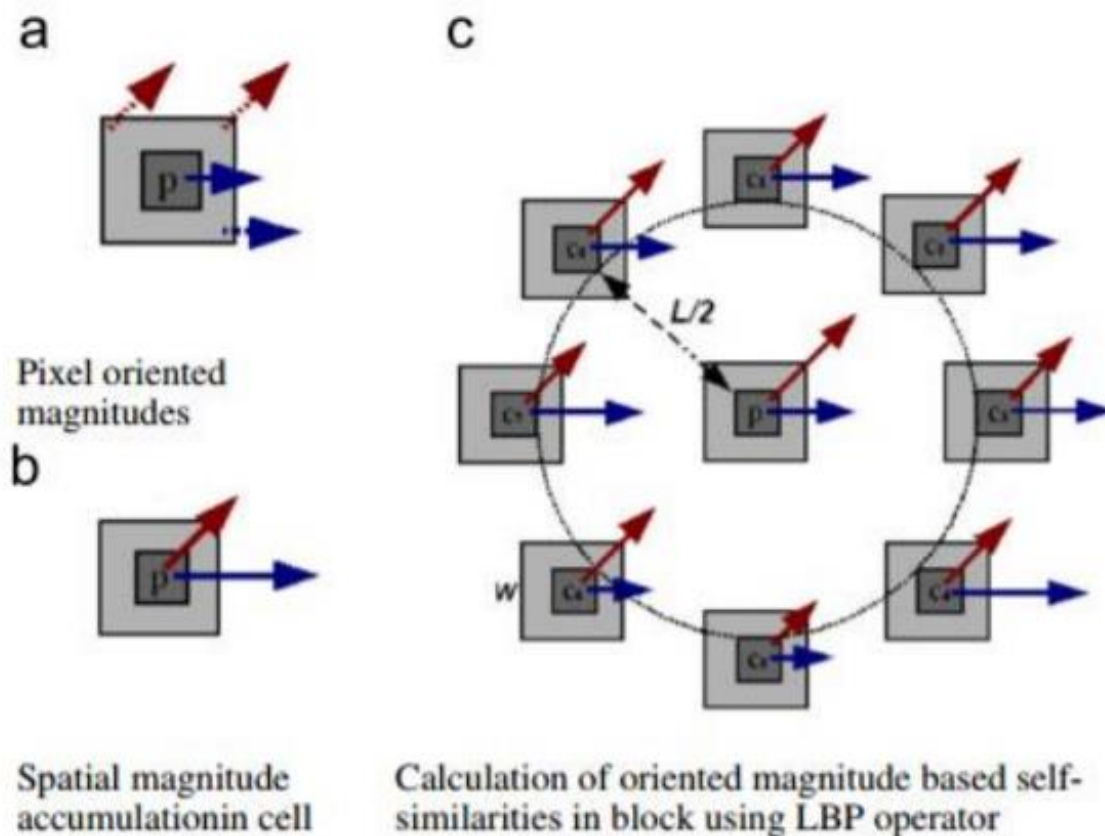 a
p
Pixel oriented
magnitudes
b
p
Spatial magnitude
accumulationin cell
c
L/2
p
w
Calculation of oriented magnitude based self-
similarities in block using LBP operator